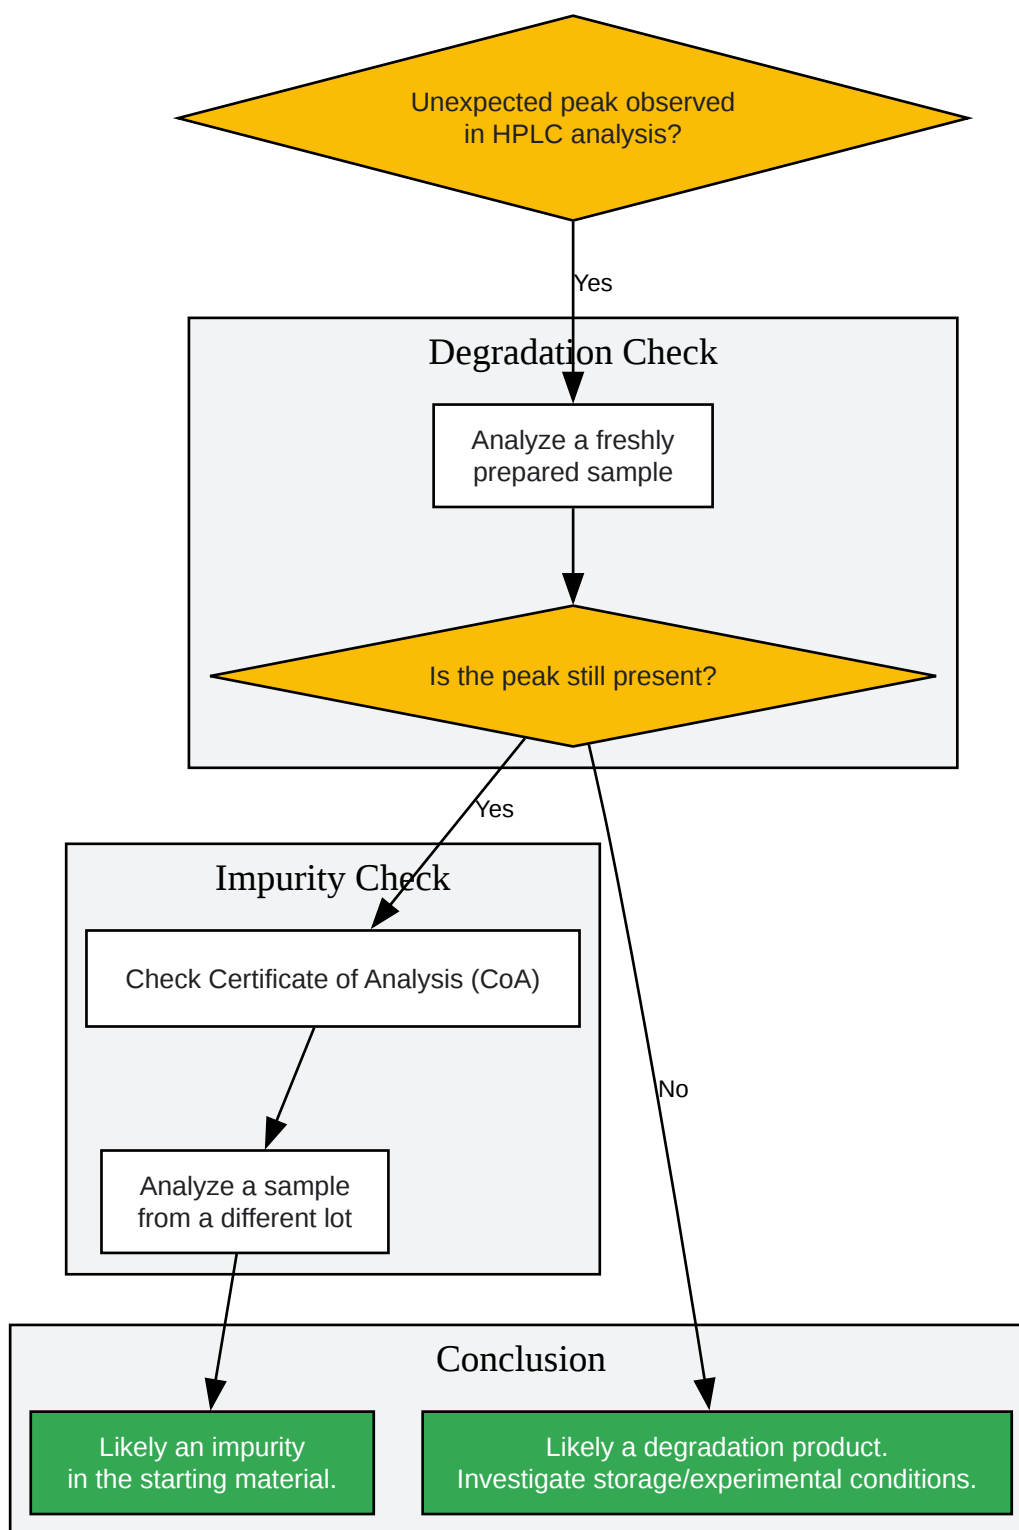 Unexpected peak observed
in HPLC analysis?
Yes
Degradation Check
Analyze a freshly
prepared sample
Is the peak still present?
Yes
Impurity Check
Check Certificate of Analysis (CoA)
No
Analyze a sample
from a different lot
Conclusion
Likely an impurity
in the starting material.
Likely a degradation product.
Investigate storage/experimental conditions.